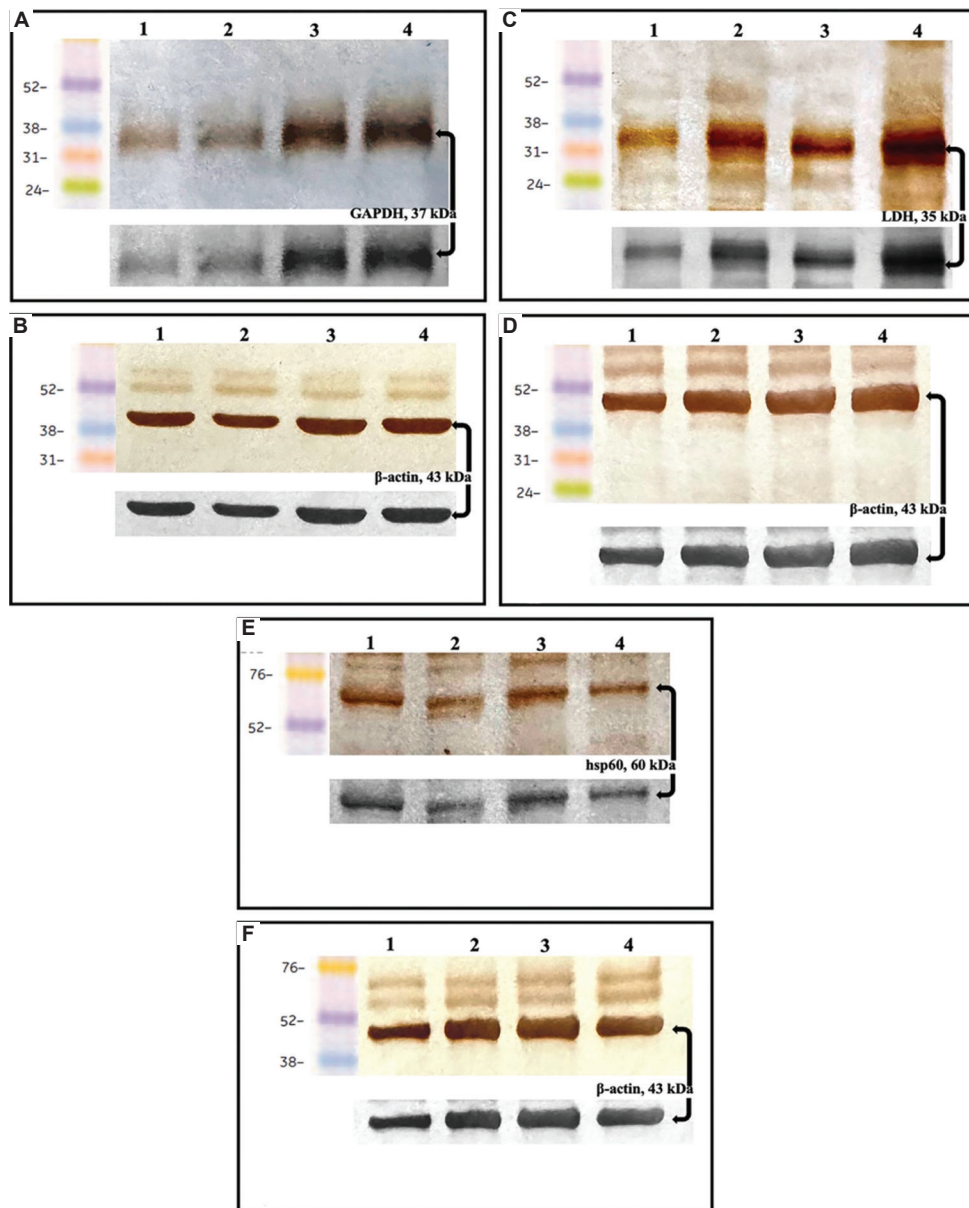 A
1 2 3 4
52–
38–
31–
24–
GAPDH, 37 kDa
C
1 2 3 4
52–
38–
31–
24–
LDH, 35 kDa
B
1 2 3 4
52–
38–
31–
β-actin, 43 kDa
D
1 2 3 4
52–
38–
31–
24–
β-actin, 43 kDa
E
1 2 3 4
76–
52–
hsp60, 60 kDa
F
1 2 3 4
76–
52–
38–
β-actin, 43 kDa